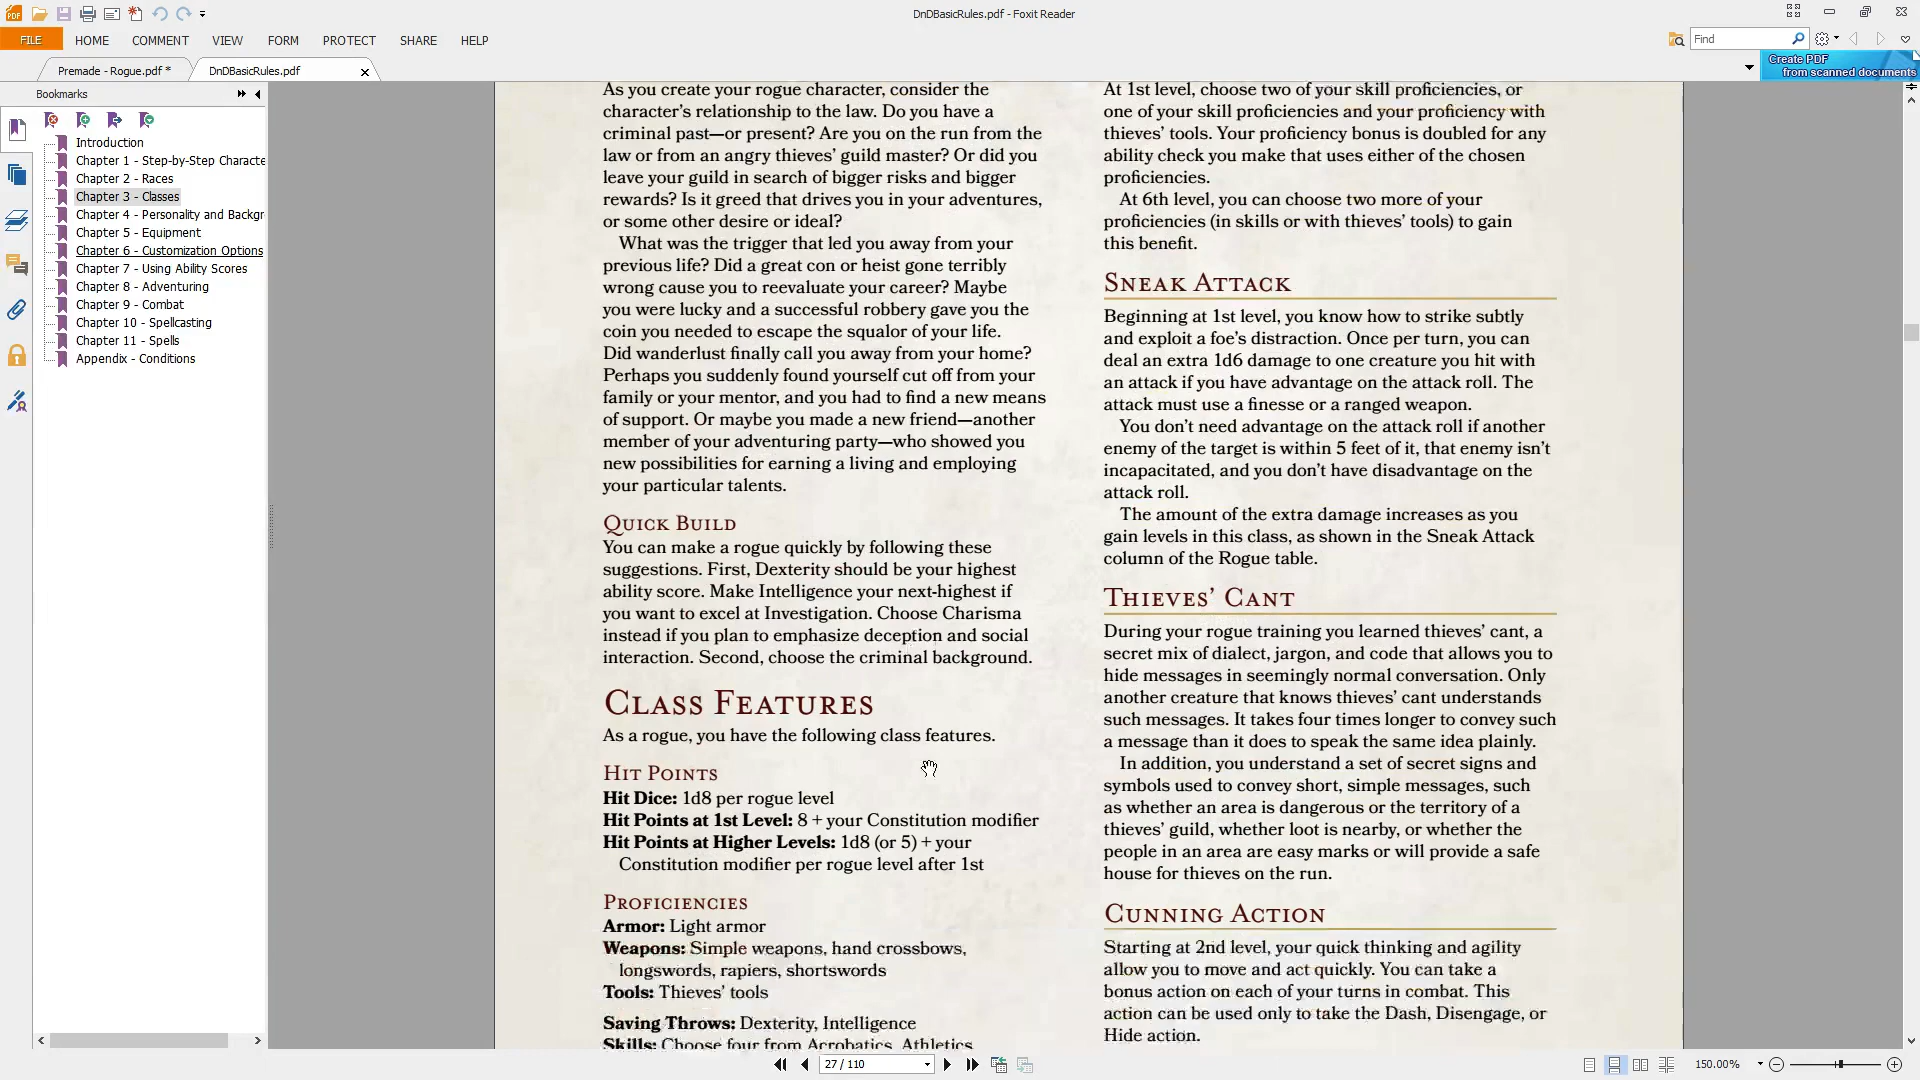 DnDBasicRules.pdf - Foxit Reader
FILE HOME COMMENT VIEW FORM PROTECT SHARE HELP
Find
Premade - Rogue.pdf *
DnDBasicRules.pdf
Create PDF
from scanned documents
Bookmarks
Introduction
Chapter 1 - Step-by-Step Characte
Chapter 2 - Races
Chapter 3 - Classes
Chapter 4 - Personality and Backgr
Chapter 5 - Equipment
Chapter 6 - Customization Options
Chapter 7 - Using Ability Scores
Chapter 8 - Adventuring
Chapter 9 - Combat
Chapter 10 - Spellcasting
Chapter 11 - Spells
Appendix - Conditions
As you create your rogue character, consider the
character's relationship to the law. Do you have a
criminal past—or present? Are you on the run from the
law or from an angry thieves' guild master? Or did you
leave your guild in search of bigger risks and bigger
rewards? Is it greed that drives you in your adventures,
or some other desire or ideal?
What was the trigger that led you away from your
previous life? Did a great con or heist gone terribly
wrong cause you to reevaluate your career? Maybe
you were lucky and a successful robbery gave you the
coin you needed to escape the squalor of your life.
Did wanderlust finally call you away from your home?
Perhaps you suddenly found yourself cut off from your
family or your mentor, and you had to find a new means
of support. Or maybe you made a new friend—another
member of your adventuring party—who showed you
new possibilities for earning a living and employing
your particular talents.
Quick Build
You can make a rogue quickly by following these
suggestions. First, Dexterity should be your highest
ability score. Make Intelligence your next-highest if
you want to excel at Investigation. Choose Charisma
instead if you plan to emphasize deception and social
interaction. Second, choose the criminal background.
Class Features
As a rogue, you have the following class features.
Hit Points
Hit Dice: 1d8 per rogue level
Hit Points at 1st Level: 8 + your Constitution modifier
Hit Points at Higher Levels: 1d8 (or 5) + your
Constitution modifier per rogue level after 1st
Proficiencies
Armor: Light armor
Weapons: Simple weapons, hand crossbows,
longswords, rapiers, shortswords
Tools: Thieves' tools
Saving Throws: Dexterity, Intelligence
Skills: Choose four from Acrobatics, Athletics,
At 1st level, choose two of your skill proficiencies, or
one of your skill proficiencies and your proficiency with
thieves' tools. Your proficiency bonus is doubled for any
ability check you make that uses either of the chosen
proficiencies.
At 6th level, you can choose two more of your
proficiencies (in skills or with thieves' tools) to gain
this benefit.
Sneak Attack
Beginning at 1st level, you know how to strike subtly
and exploit a foe's distraction. Once per turn, you can
deal an extra 1d6 damage to one creature you hit with
an attack if you have advantage on the attack roll. The
attack must use a finesse or a ranged weapon.
You don't need advantage on the attack roll if another
enemy of the target is within 5 feet of it, that enemy isn't
incapacitated, and you don't have disadvantage on the
attack roll.
The amount of the extra damage increases as you
gain levels in this class, as shown in the Sneak Attack
column of the Rogue table.
Thieves' Cant
During your rogue training you learned thieves' cant, a
secret mix of dialect, jargon, and code that allows you to
hide messages in seemingly normal conversation. Only
another creature that knows thieves' cant understands
such messages. It takes four times longer to convey such
a message than it does to speak the same idea plainly.
In addition, you understand a set of secret signs and
symbols used to convey short, simple messages, such
as whether an area is dangerous or the territory of a
thieves' guild, whether loot is nearby, or whether the
people in an area are easy marks or will provide a safe
house for thieves on the run.
Cunning Action
Starting at 2nd level, your quick thinking and agility
allow you to move and act quickly. You can take a
bonus action on each of your turns in combat. This
action can be used only to take the Dash, Disengage, or
Hide action.
27 / 110
150.00%